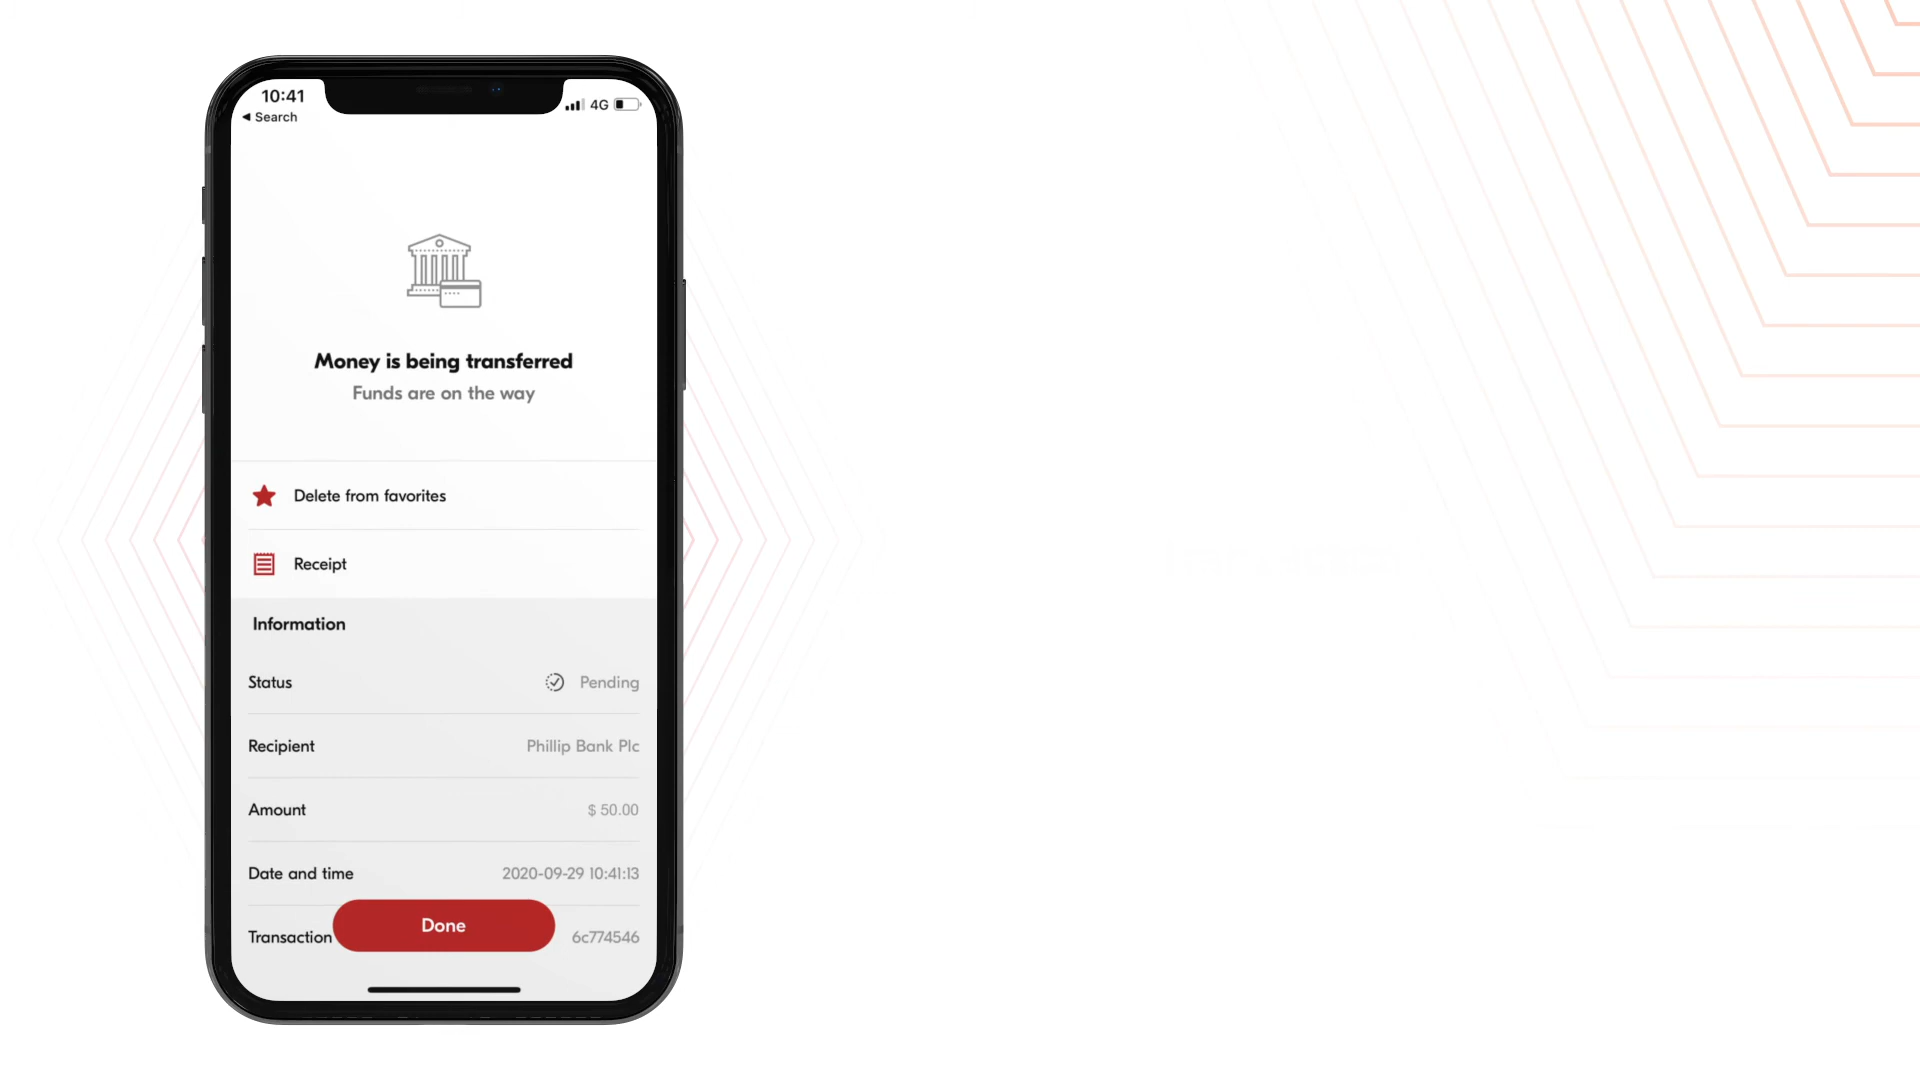 10:41
4G
Search
Money is being transferred
Funds are on the way
Delete from favorites
Receipt
Information
Status Pending
Recipient Phillip Bank Plc
Amount $ 50.00
Date and time 2020-09-29 10:41:13
Transaction 6c774546
Done